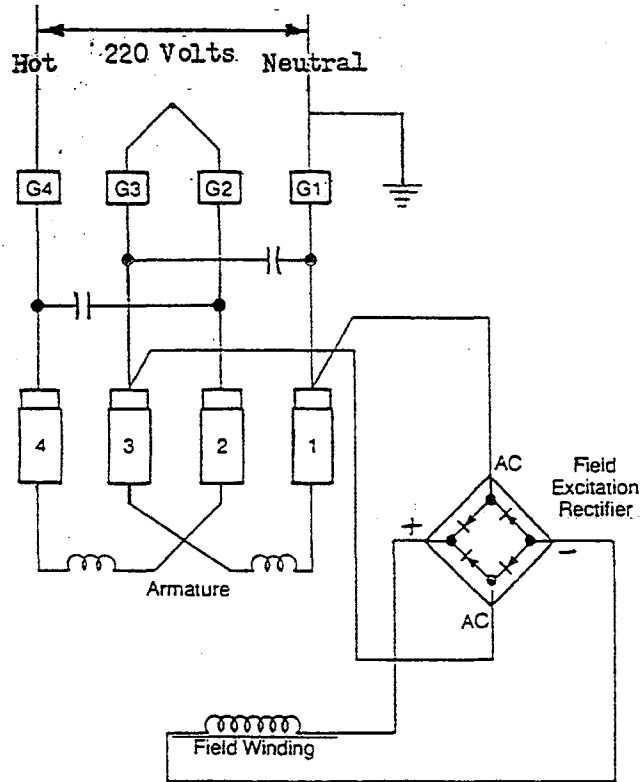 220 Volts
Hot
Neutral
G4
G3
G2
G1
4
3
2
1
AC
Field
Excitation
Rectifier
+
-
AC
Armature
Field Winding